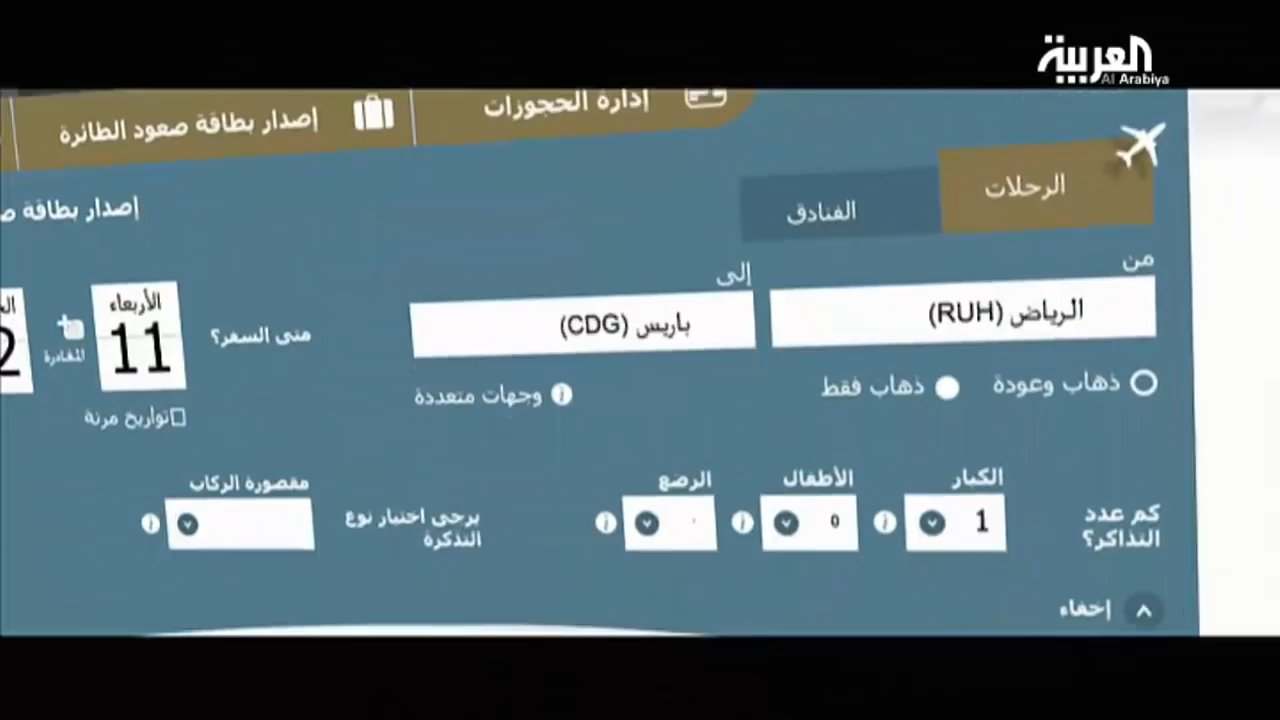 العربية
Al Arabiya
إدارة الحجوزات
إصدار بطاقة صعود الطائرة
الرحلات
الفنادق
إصدار بطاقة
من
إلى
الرياض (RUH)
باريس (CDG)
متى السفر؟
الأربعاء
11
المغادرة
2
ذهاب وعودة
ذهاب فقط
وجهات متعددة
تواريخ مرنة
كم عدد التذاكر؟
الكبار
1
الأطفال
0
الرضع
يرجى اختيار نوع التذكرة
مقصورة الركاب
إخفاء